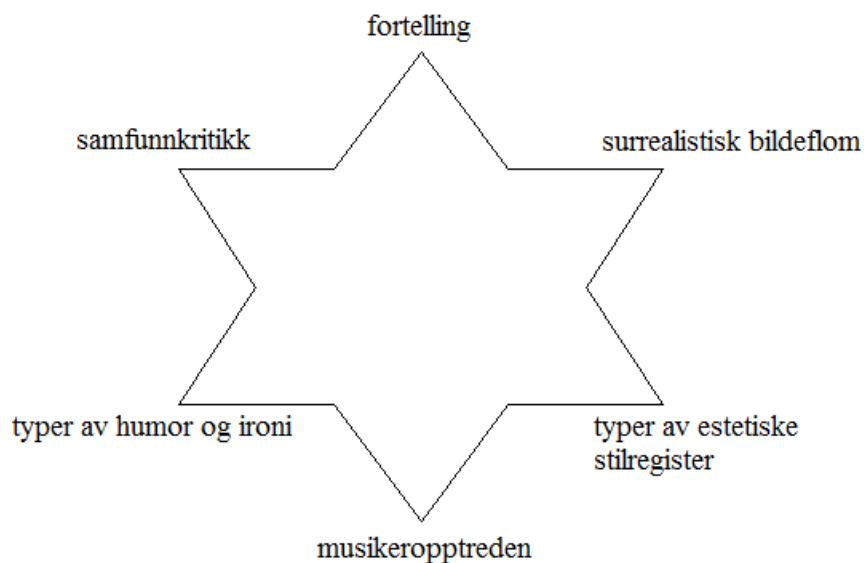 fortelling
samfunnkritikk
surrealistisk bildeflom
typer av humor og ironi
typer av estetiske
stilregister
musikeropptreden